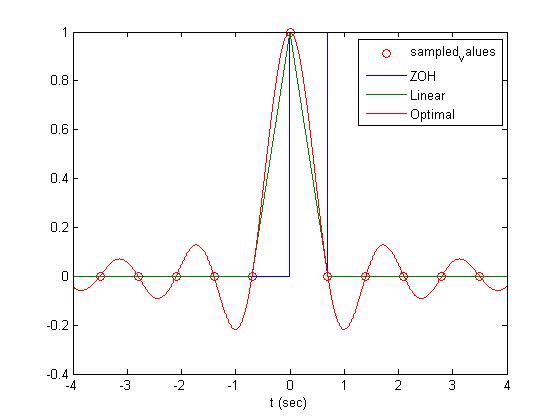 1
0.8
0.6
0.4
0.2
0
-0.2
-0.4
-4 -3 -2 -1 0 1 2 3 4
t (sec)
sampled_values
ZOH
Linear
Optimal